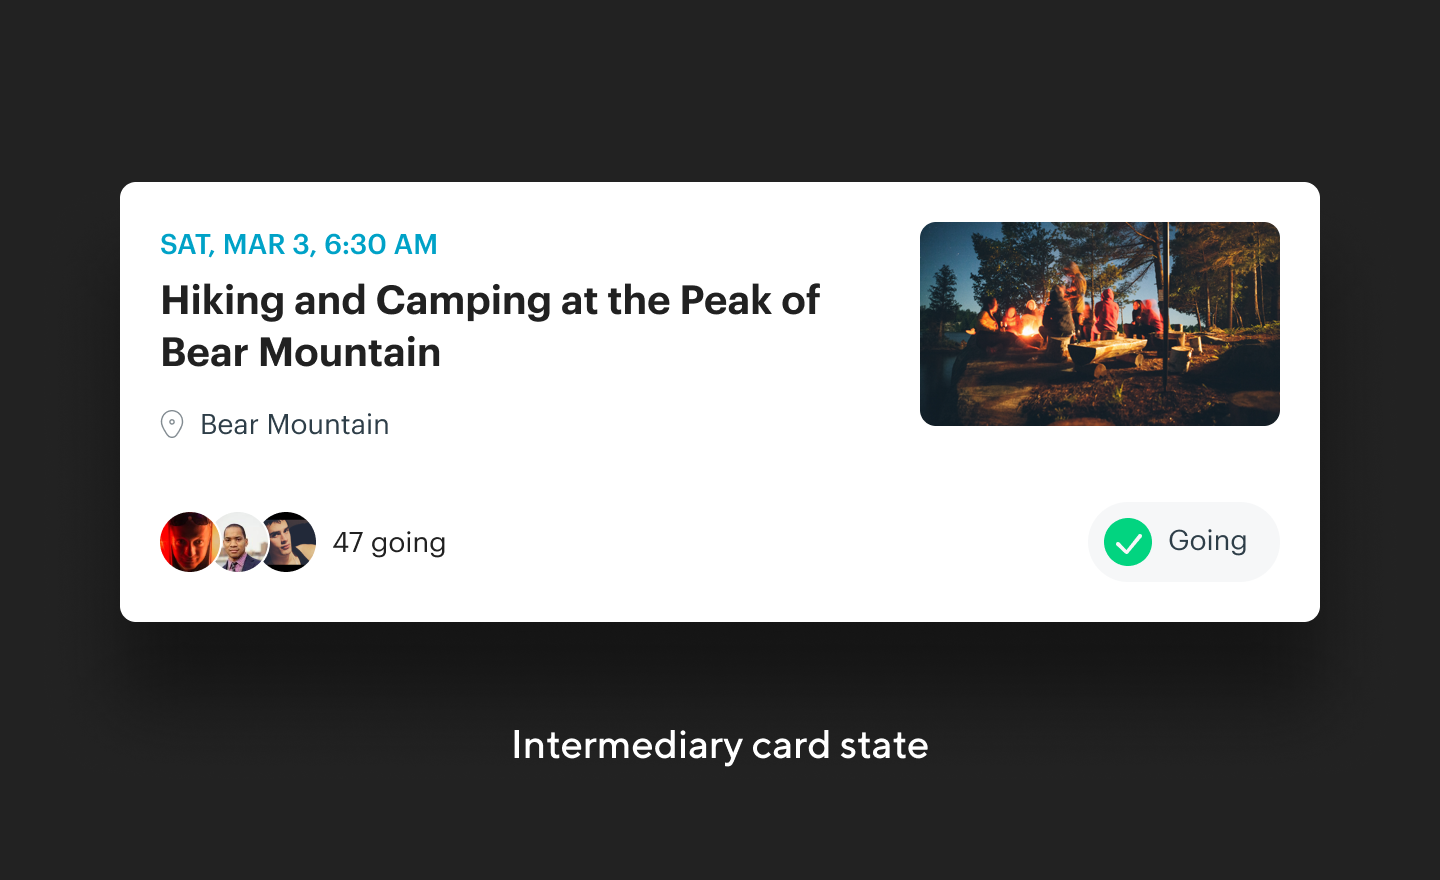 SAT, MAR 3, 6:30 AM
Hiking and Camping at the Peak of
Bear Mountain
Bear Mountain
47 going
Going
Intermediary card state